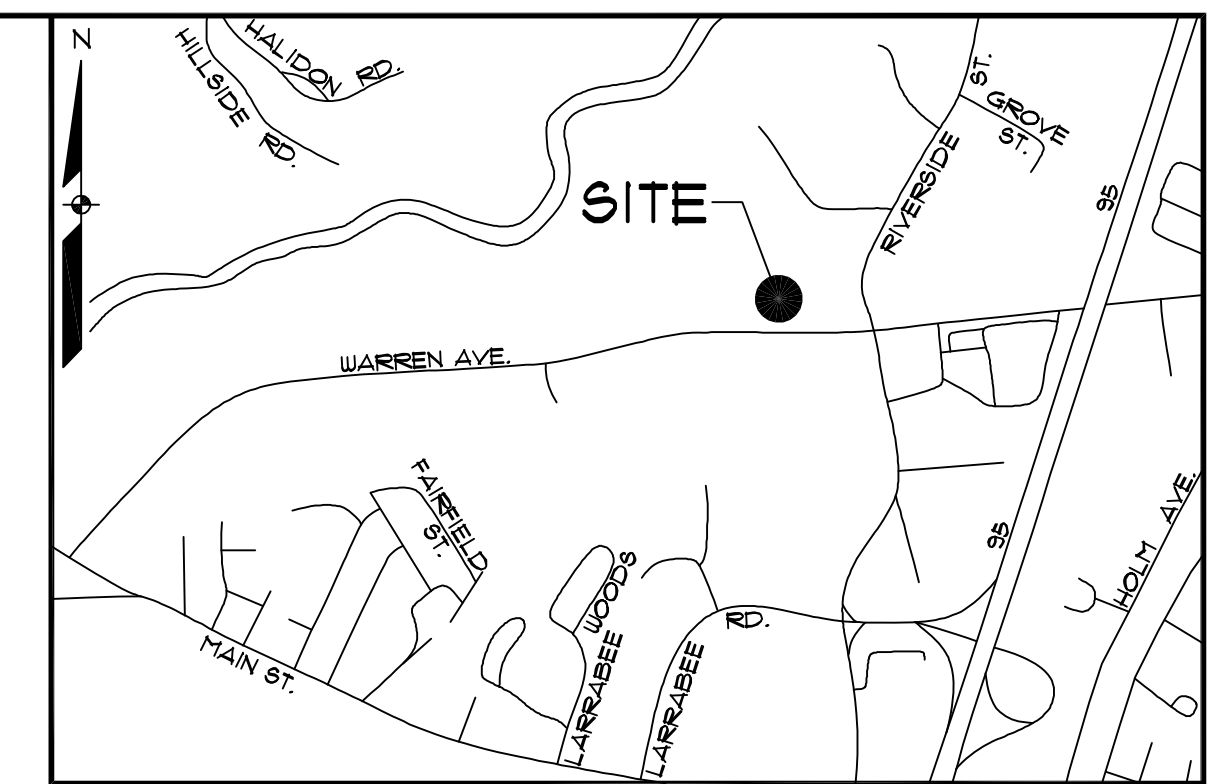 N
HALIDON RD.
HILLSIDE RD.
ST.
GROVE
ST.
RIVERSIDE
95
SITE
WARREN AVE.
FAIRFIELD
ST.
95
HOLM AVE.
WOODS
LARRABEE
RD.
LARRABEE
MAIN ST.